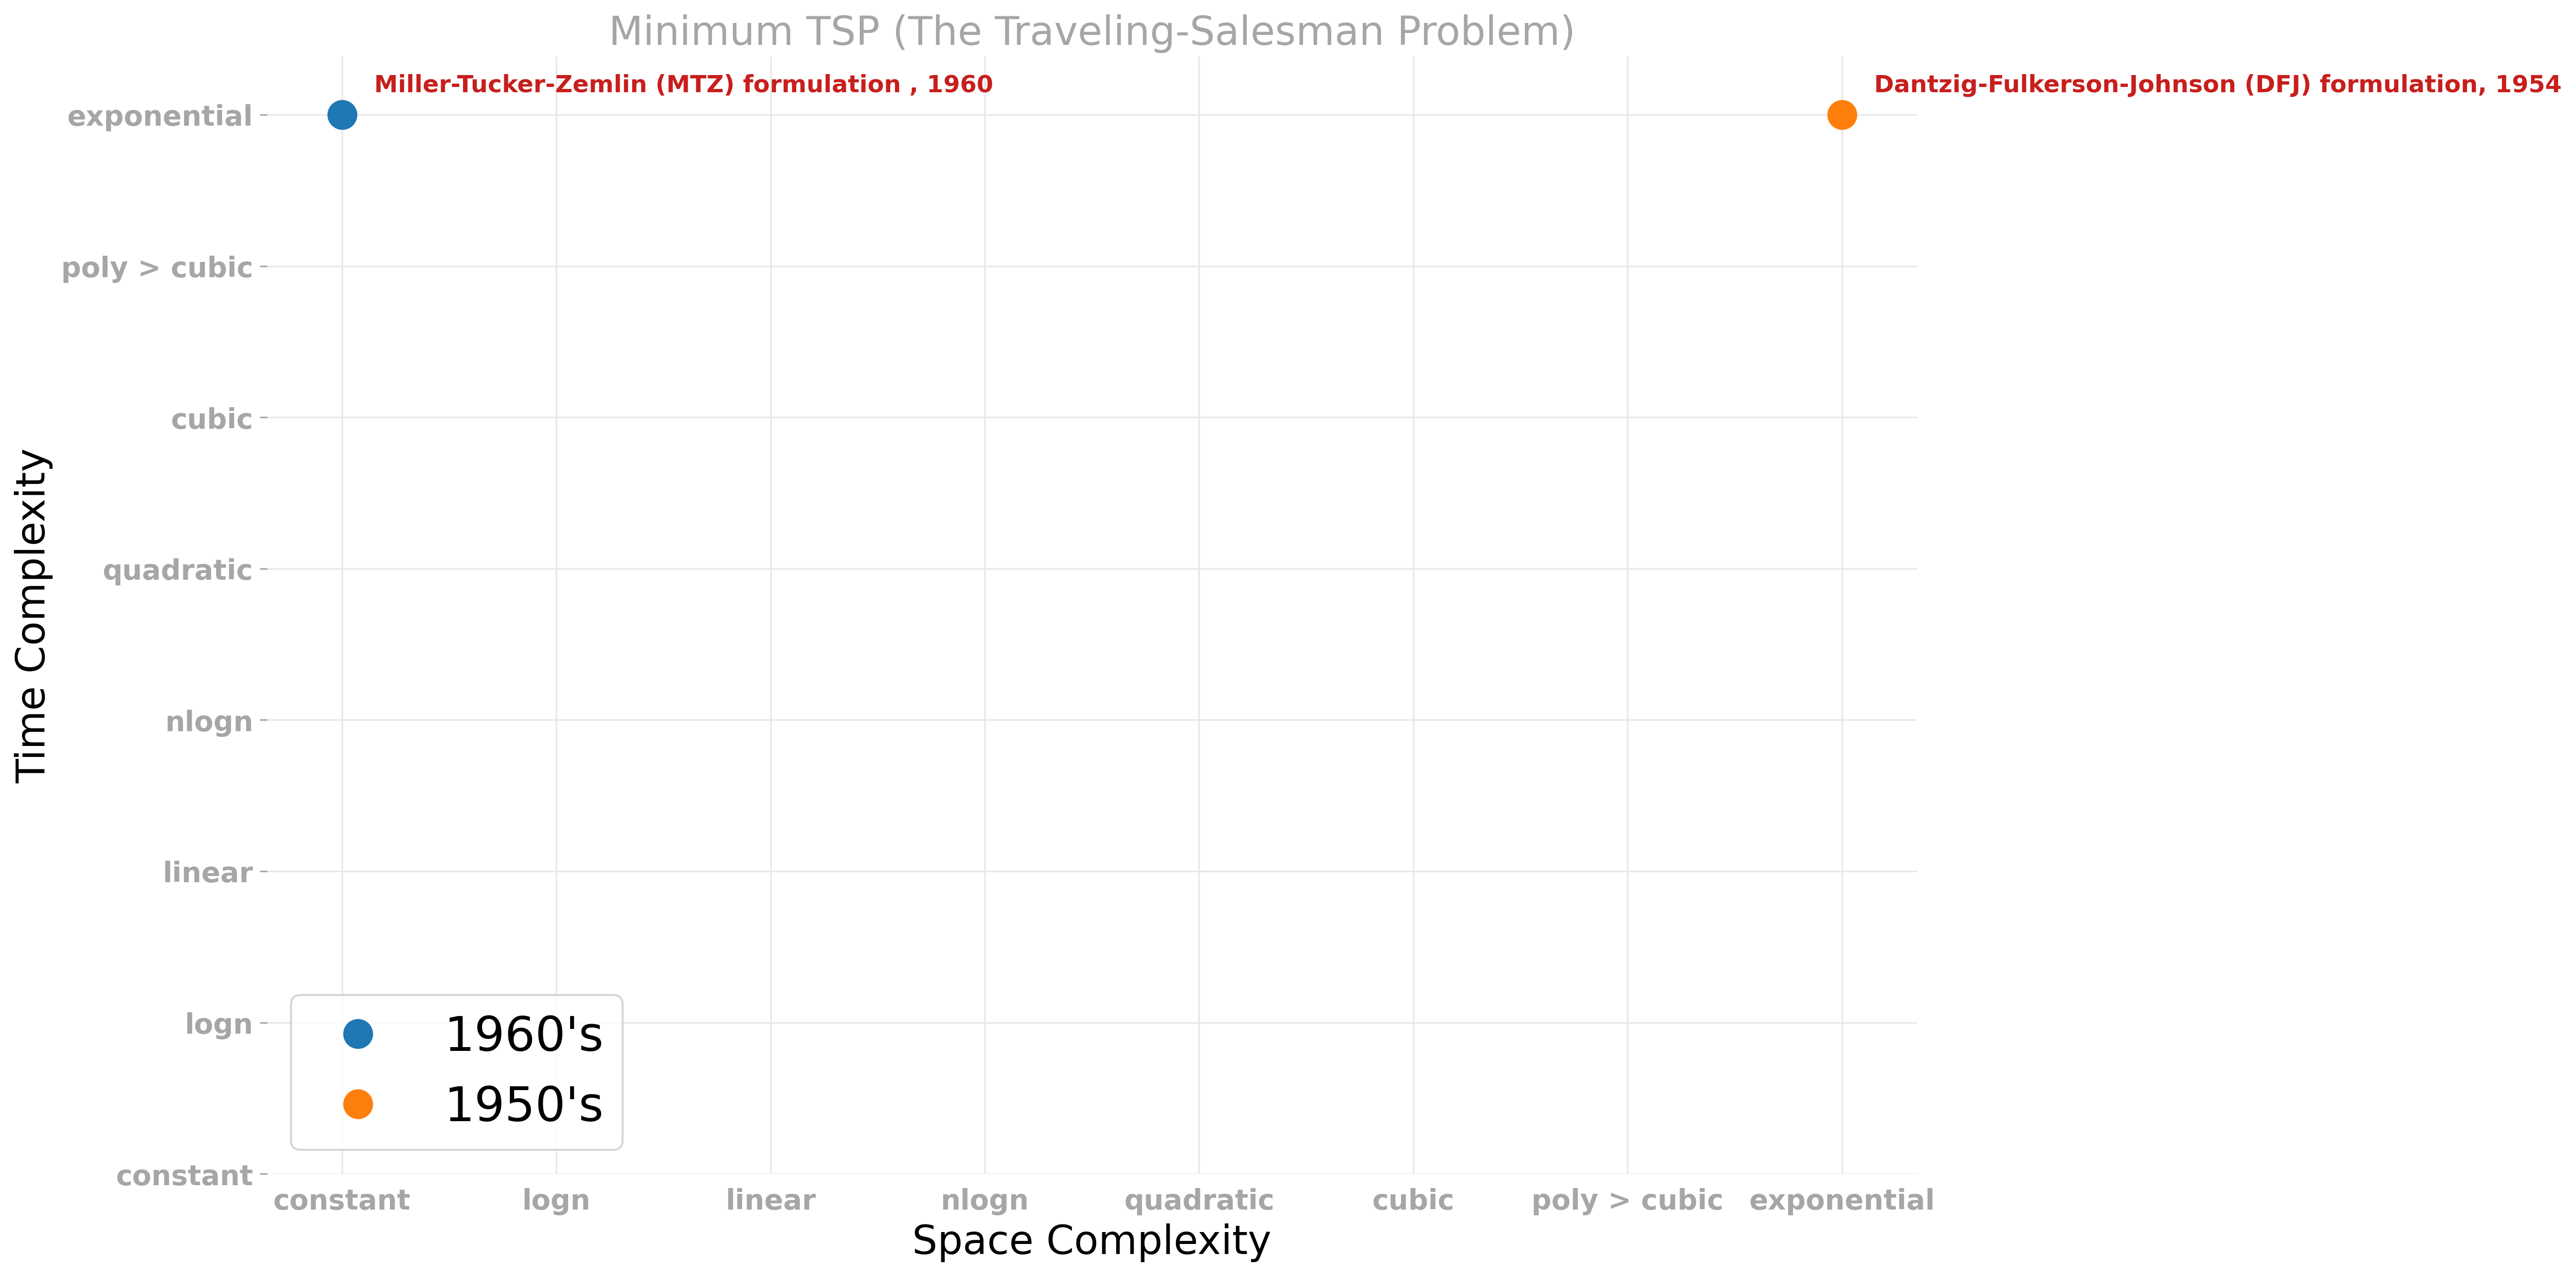 Minimum TSP (The Traveling-Salesman Problem)
Miller-Tucker-Zemlin (MTZ) formulation , 1960
Dantzig-Fulkerson-Johnson (DFJ) formulation, 1954
Time Complexity
exponential
poly > cubic
cubic
quadratic
nlogn
linear
logn
constant
1960's
1950's
constant logn linear nlogn quadratic cubic poly > cubic exponential
Space Complexity